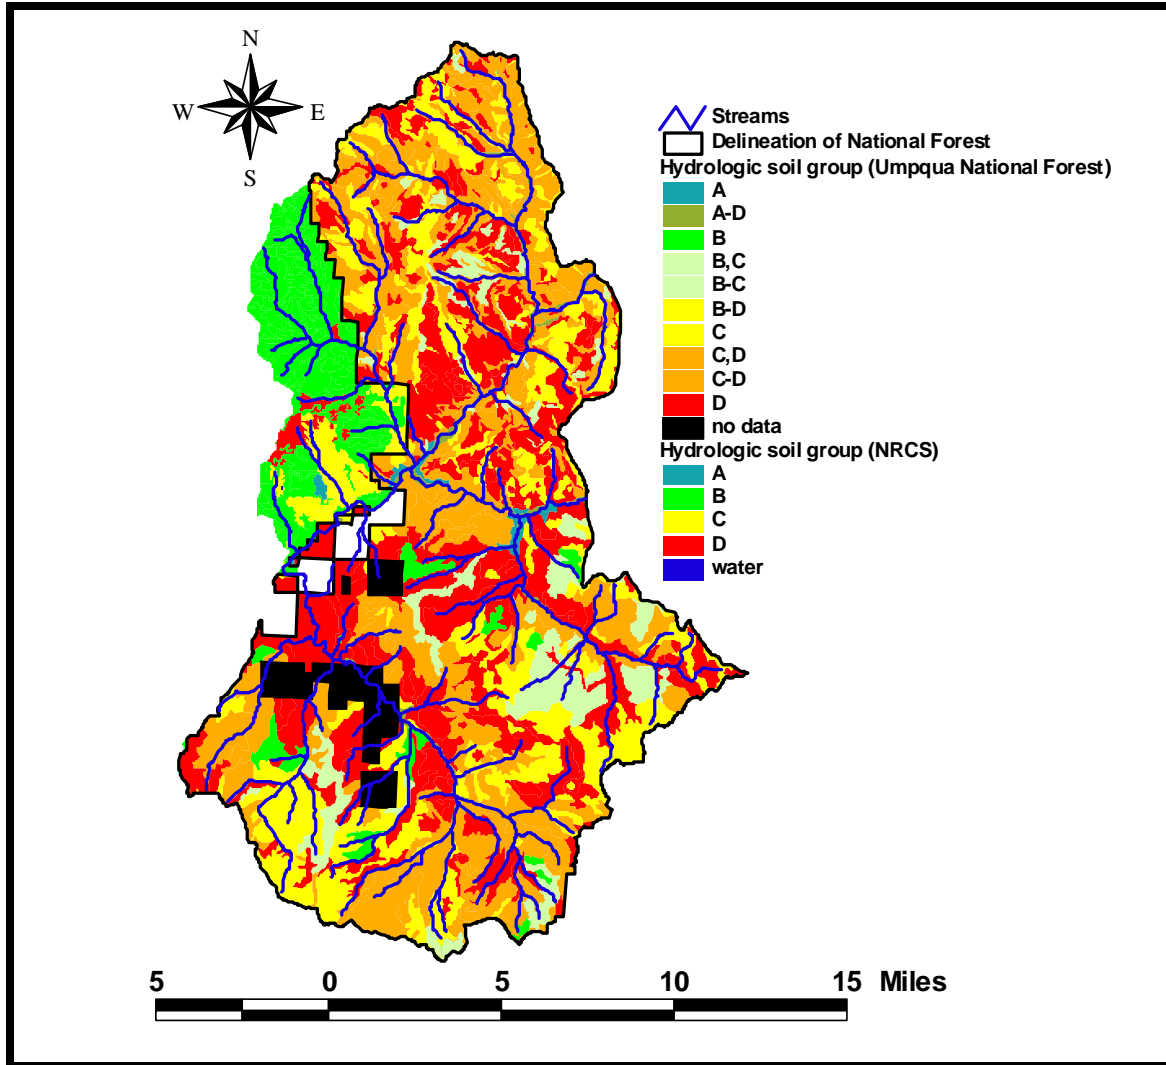 N
W E
S
Streams
Delineation of National Forest
Hydrologic soil group (Umpqua National Forest)
A
A-D
B
B,C
B-C
B-D
C
C,D
C-D
D
no data
Hydrologic soil group (NRCS)
A
B
C
D
water
5 0 5 10 15 Miles